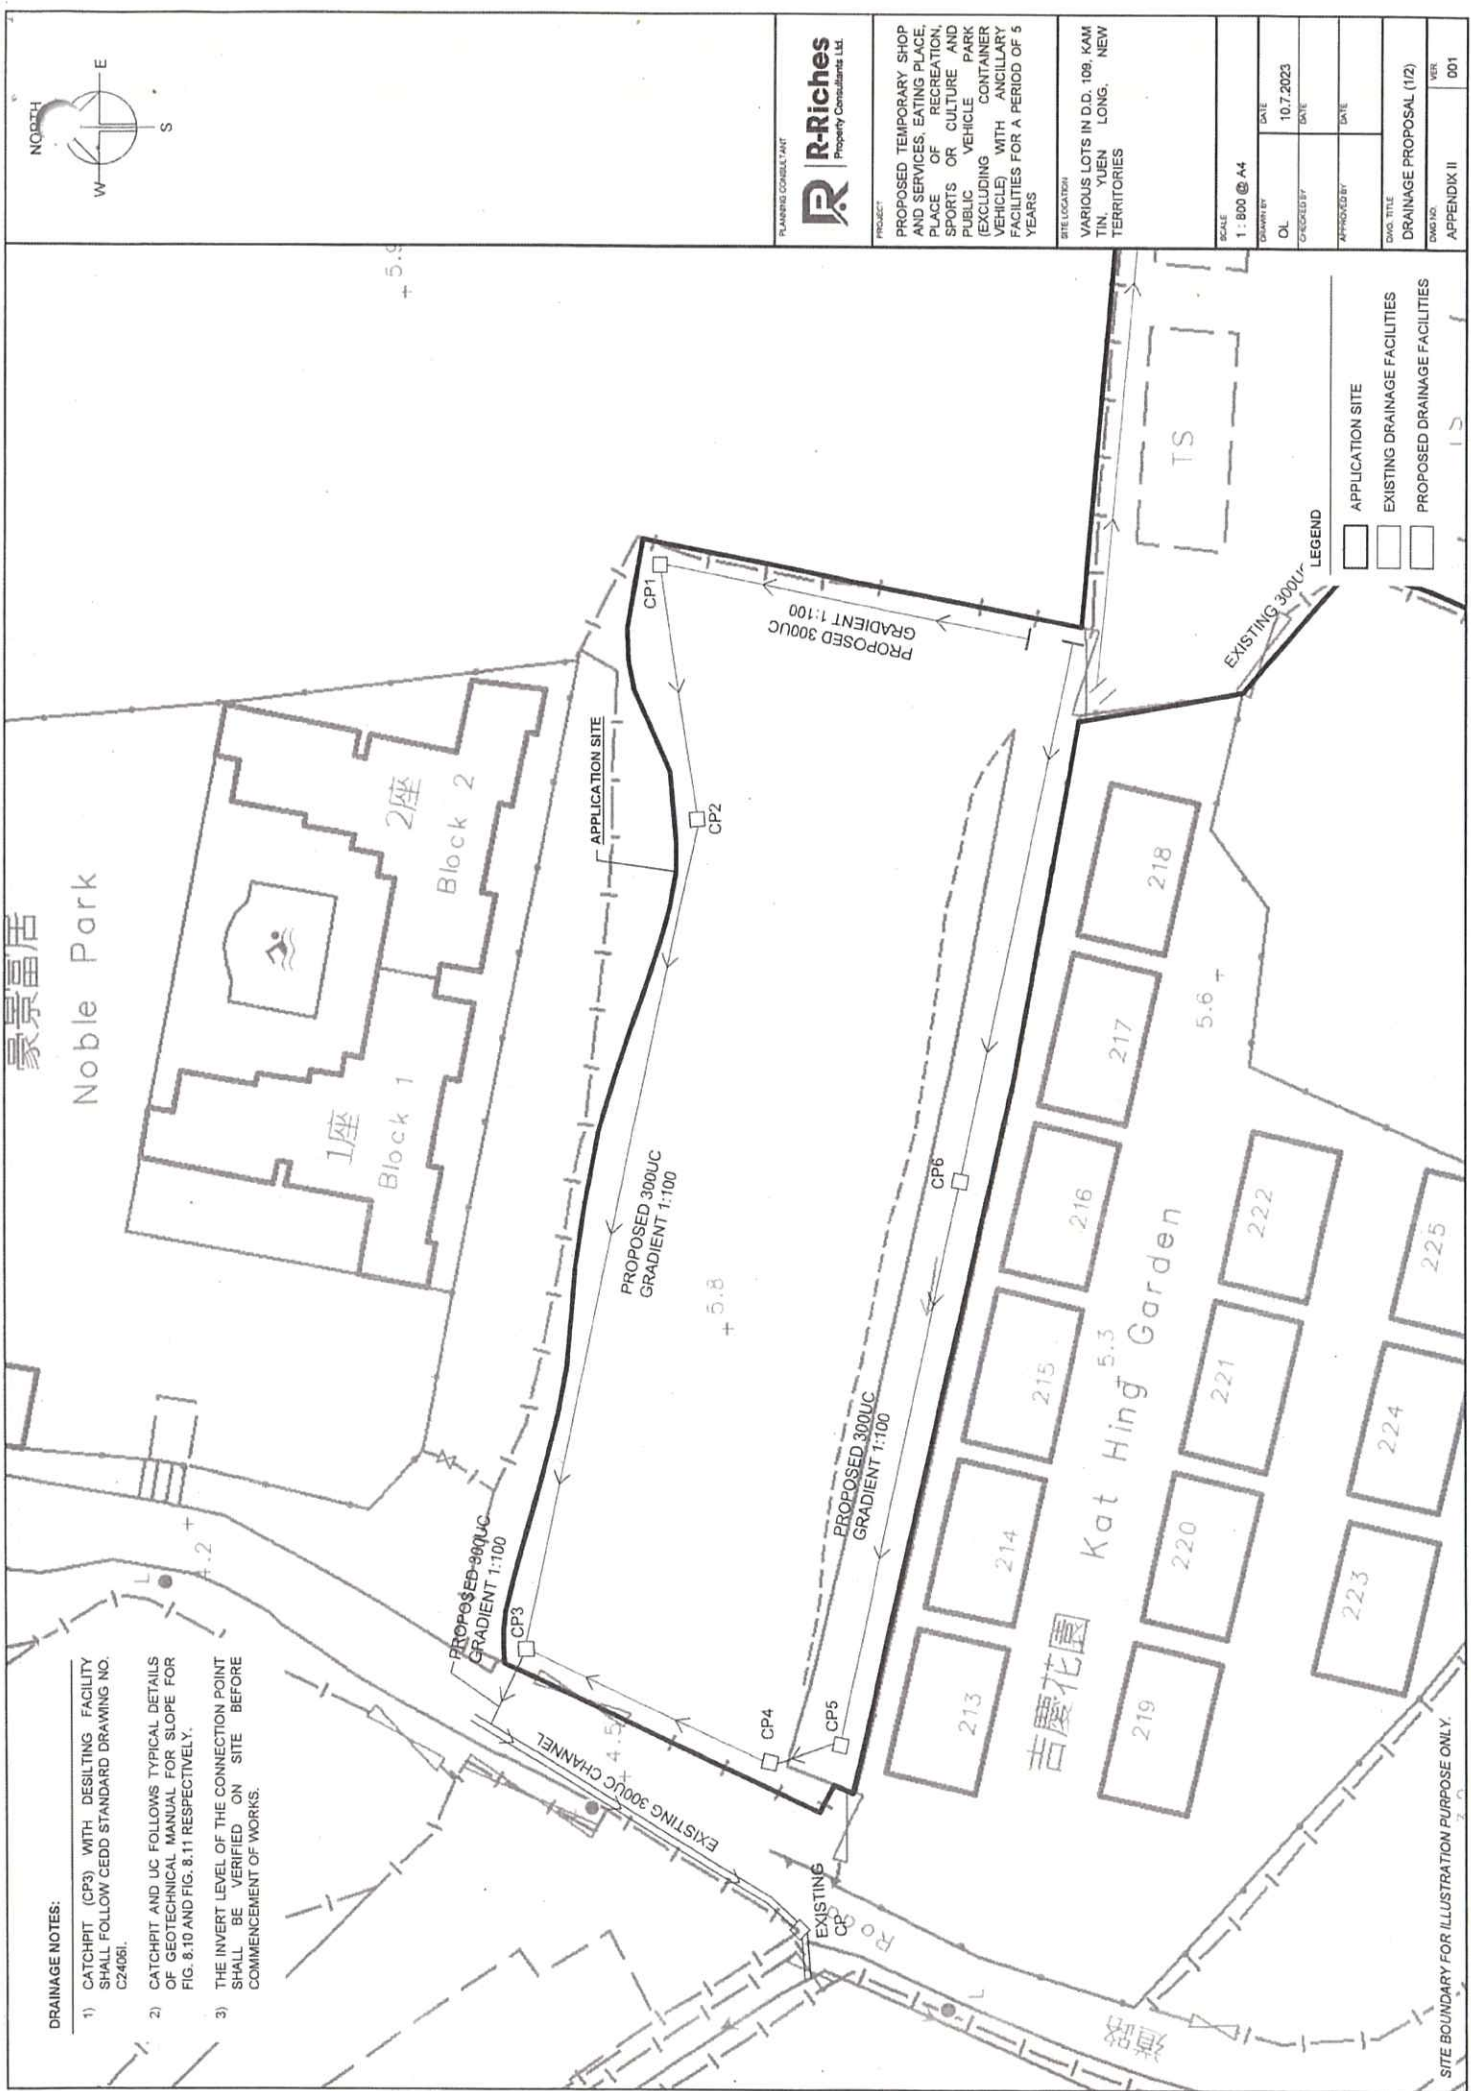 DRAINAGE NOTES:
1) CATCHPIT (CP3) WITH DESILTING FACILITY
SHALL FOLLOW CEDD STANDARD DRAWING NO.
C2406I.
2) CATCHPIT AND UC FOLLOWS TYPICAL DETAILS
OF GEOTECHNICAL MANUAL FOR SLOPE FOR
FIG. 8.10 AND FIG. 8.11 RESPECTIVELY.
3) THE INVERT LEVEL OF THE CONNECTION POINT
SHALL BE VERIFIED ON SITE BEFORE
COMMENCEMENT OF WORKS.
豪景富居
Noble Park
1座
Block 1
2座
Block 2
NORTH
W
E
S
+ 5.9
4.2 +
L
APPLICATION SITE
CP1
CP2
CP3
CP4
CP5
CP6
PROPOSED 300UC
GRADIENT 1:100
PROPOSED 300UC
GRADIENT 1:100
PROPOSED 300UC
GRADIENT 1:100
PROPOSED 300UC
GRADIENT 1:100
+ 5.8
+ 4.5
EXISTING 300UC CHANNEL
EXISTING
CP
Road
道路
L
TS
EXISTING 300UC
213
214
215
216
217
218
吉慶花園
Kat Hing Garden
5.3
5.6 +
219
220
221
222
223
224
225
SITE BOUNDARY FOR ILLUSTRATION PURPOSE ONLY.
LEGEND
APPLICATION SITE
EXISTING DRAINAGE FACILITIES
PROPOSED DRAINAGE FACILITIES
PLANNING CONSULTANT
R-Riches
Property Consultants Ltd.
PROJECT
PROPOSED TEMPORARY SHOP
AND SERVICES, EATING PLACE,
PLACE OF RECREATION,
SPORTS OR CULTURE AND
PUBLIC VEHICLE PARK
(EXCLUDING CONTAINER
VEHICLE) WITH ANCILLARY
FACILITIES FOR A PERIOD OF 5
YEARS
SITE LOCATION
VARIOUS LOTS IN D.D. 109, KAM
TIN, YUEN LONG, NEW
TERRITORIES
SCALE
1 : 800 @ A4
DRAWN BY DATE
OL 10.7.2023
CHECKED BY DATE
APPROVED BY DATE
DWG. TITLE
DRAINAGE PROPOSAL (1/2)
DWG NO. VER.
APPENDIX II 001